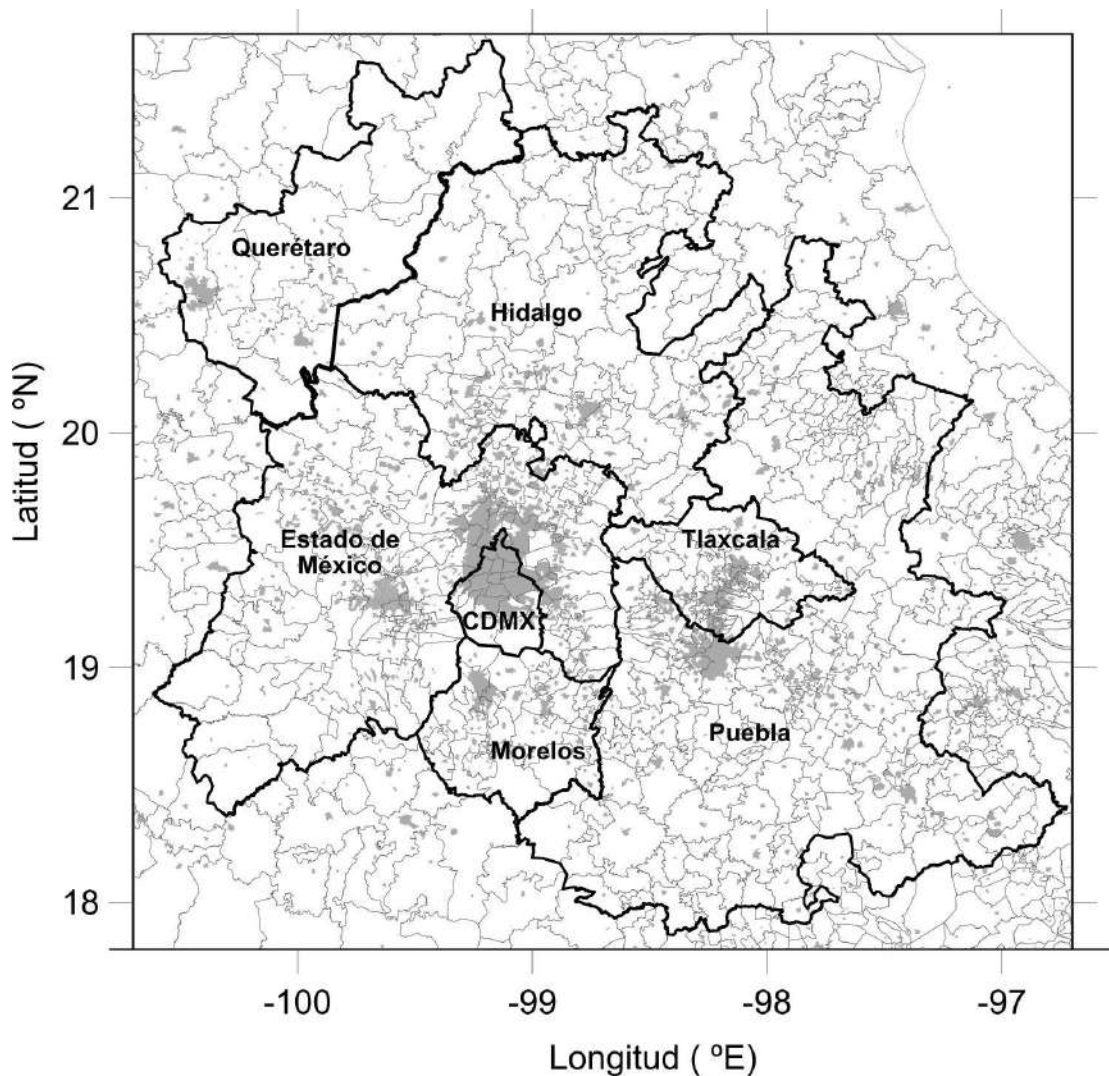 21
Querétaro
Hidalgo
20
Latitud ( ºN)
Estado de
México
Tlaxcala
CDMX
19
Puebla
Morelos
18
-100
-99
-98
-97
Longitud ( ºE)